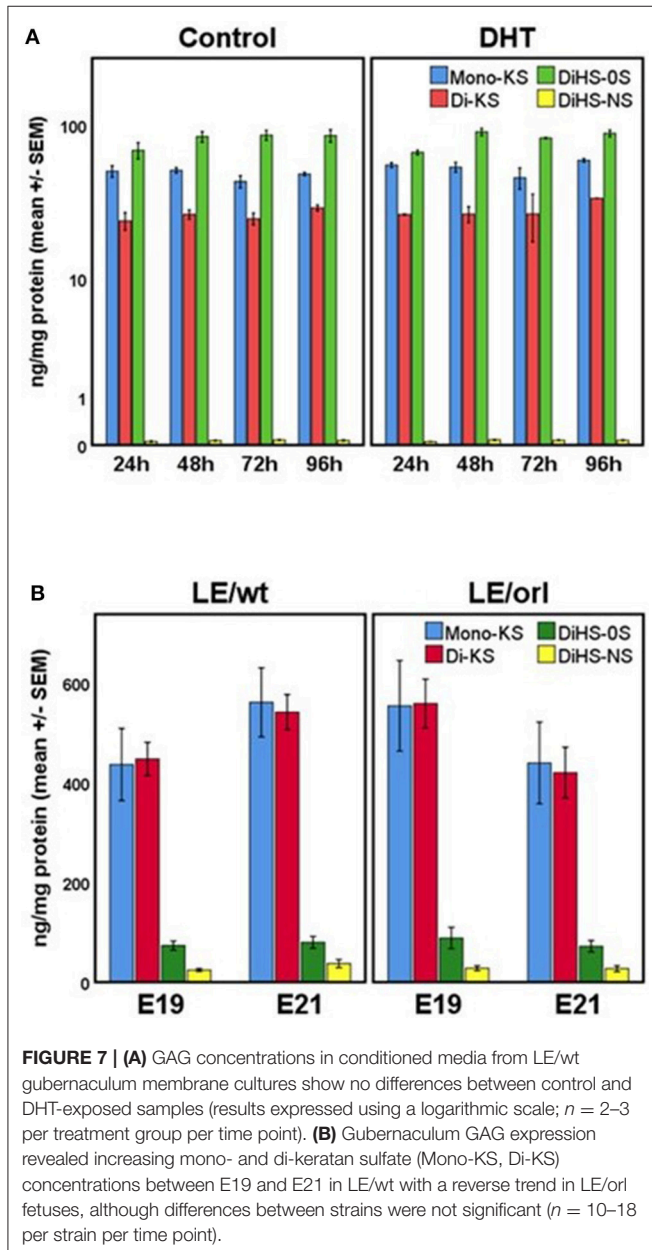 A
Control
DHT
Mono-KS
DiHS-0S
Di-KS
DiHS-NS
ng/mg protein (mean +/- SEM)
100
10
1
0
24h 48h 72h 96h
24h 48h 72h 96h
B
LE/wt
LE/orl
Mono-KS
DiHS-0S
Di-KS
DiHS-NS
ng/mg protein (mean +/- SEM)
600
400
200
0
E19 E21
E19 E21
FIGURE 7 | (A) GAG concentrations in conditioned media from LE/wt
gubernaculum membrane cultures show no differences between control and
DHT-exposed samples (results expressed using a logarithmic scale; n = 2–3
per treatment group per time point). (B) Gubernaculum GAG expression
revealed increasing mono- and di-keratan sulfate (Mono-KS, Di-KS)
concentrations between E19 and E21 in LE/wt with a reverse trend in LE/orl
fetuses, although differences between strains were not significant (n = 10–18
per strain per time point).